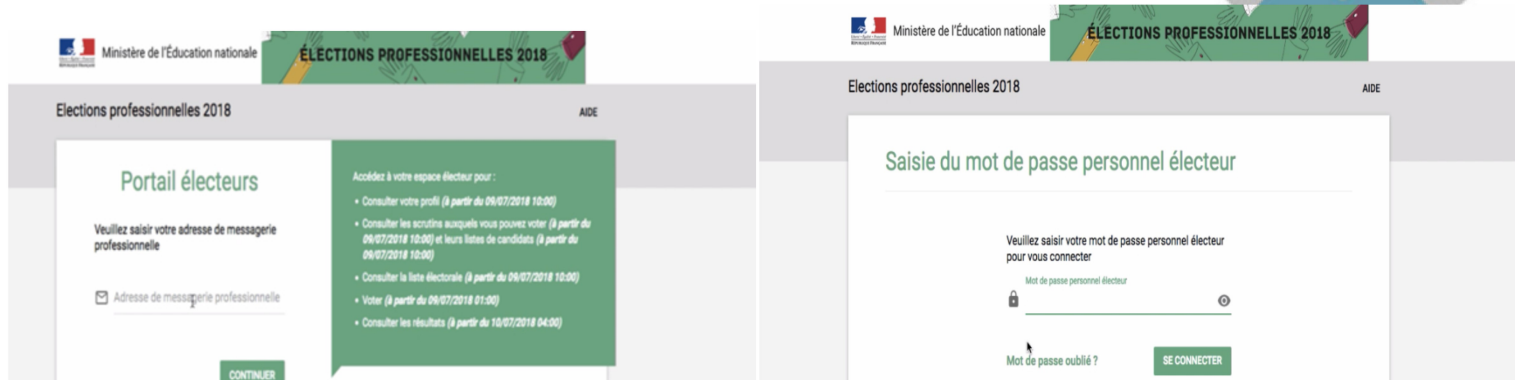 Ministère de l'Éducation nationale
ÉLECTIONS PROFESSIONNELLES 2018
Elections professionnelles 2018
AIDE
Portail électeurs
Veuillez saisir votre adresse de messagerie
professionnelle
Adresse de messagerie professionnelle
CONTINUER
Accédez à votre espace électeur pour :
• Consulter votre profil (à partir du 09/07/2018 10:00)
• Consulter les scrutins auxquels vous pouvez voter (à partir du
09/07/2018 10:00) et leurs listes de candidats (à partir du
09/07/2018 10:00)
• Consulter la liste électorale (à partir du 09/07/2018 10:00)
• Voter (à partir du 09/07/2018 01:00)
• Consulter les résultats (à partir du 10/07/2018 04:00)
Ministère de l'Éducation nationale
ÉLECTIONS PROFESSIONNELLES 2018
Elections professionnelles 2018
AIDE
Saisie du mot de passe personnel électeur
Veuillez saisir votre mot de passe personnel électeur
pour vous connecter
Mot de passe personnel électeur
Mot de passe oublié ?
SE CONNECTER